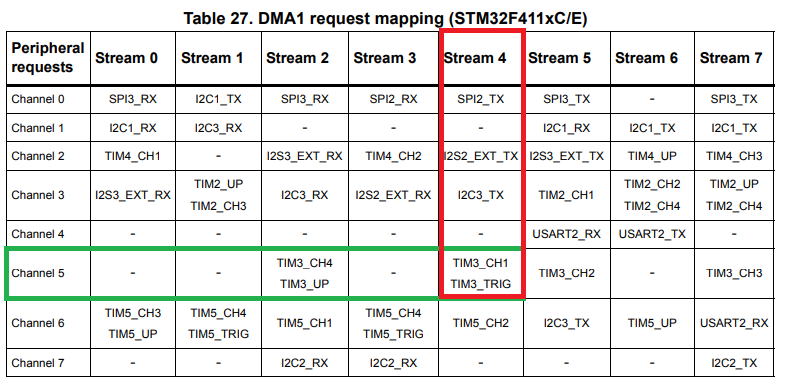 Table 27. DMA1 request mapping (STM32F411xC/E)
Peripheral requests Stream 0 Stream 1 Stream 2 Stream 3 Stream 4 Stream 5 Stream 6 Stream 7
Channel 0 SPI3_RX I2C1_TX SPI3_RX SPI2_RX SPI2_TX SPI3_TX - SPI3_TX
Channel 1 I2C1_RX I2C3_RX - - - I2C1_RX I2C1_TX I2C1_TX
Channel 2 TIM4_CH1 - I2S3_EXT_RX TIM4_CH2 I2S2_EXT_TX I2S3_EXT_TX TIM4_UP TIM4_CH3
Channel 3 I2S3_EXT_RX TIM2_UP TIM2_CH3 I2C3_RX I2S2_EXT_RX I2C3_TX TIM2_CH1 TIM2_CH2 TIM2_CH4 TIM2_UP TIM2_CH4
Channel 4 - - - - - USART2_RX USART2_TX -
Channel 5 - - TIM3_CH4 TIM3_UP - TIM3_CH1 TIM3_TRIG TIM3_CH2 - TIM3_CH3
Channel 6 TIM5_CH3 TIM5_UP TIM5_CH4 TIM5_TRIG TIM5_CH1 TIM5_CH4 TIM5_TRIG TIM5_CH2 I2C3_TX TIM5_UP USART2_RX
Channel 7 - - I2C2_RX I2C2_RX - - - I2C2_TX